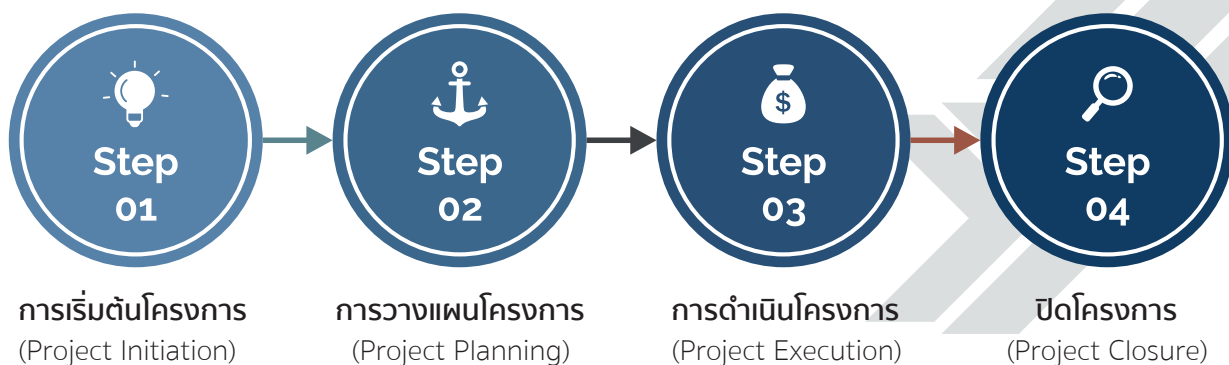 Step
01
Step
02
$
Step
03
Step
04
การเริ่มต้นโครงการ
(Project Initiation)
การวางแผนโครงการ
(Project Planning)
การดำเนินโครงการ
(Project Execution)
ปิดโครงการ
(Project Closure)